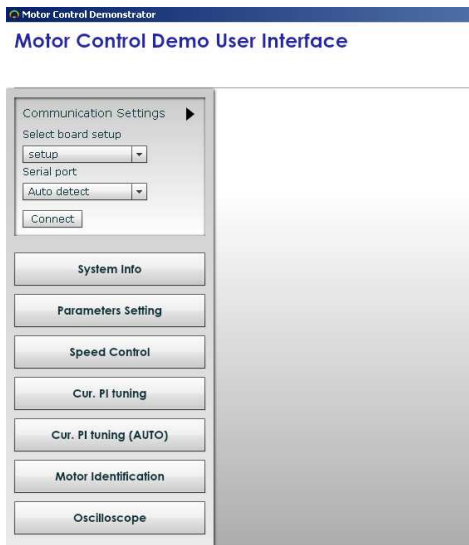 Motor Control Demonstrator
Motor Control Demo User Interface
Communication Settings
Select board setup
setup
Serial port
Auto detect
Connect
System Info
Parameters Setting
Speed Control
Cur. PI tuning
Cur. PI tuning (AUTO)
Motor Identification
Oscilloscope